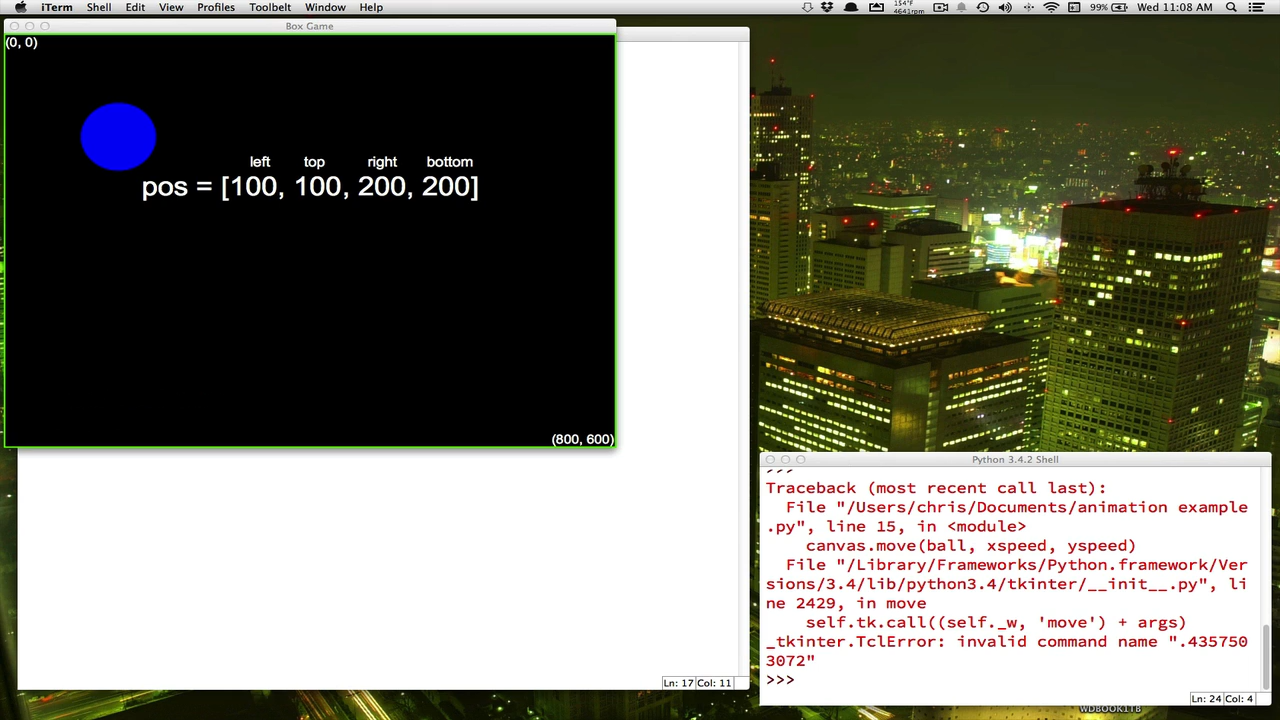 iTerm Shell Edit View Profiles Toolbelt Window Help
154°F
4641rpm
99%
Wed 11:08 AM
Box Game
(0, 0)
left top right bottom
pos = [100, 100, 200, 200]
(800, 600)
Ln: 17 Col: 11
Python 3.4.2 Shell
>>>
Traceback (most recent call last):
File "/Users/chris/Documents/animation example
.py", line 15, in <module>
canvas.move(ball, xspeed, yspeed)
File "/Library/Frameworks/Python.framework/Ver
sions/3.4/lib/python3.4/tkinter/__init__.py", li
ne 2429, in move
self.tk.call((self._w, 'move') + args)
_tkinter.TclError: invalid command name ".435750
3072"
>>>
Ln: 24 Col: 4
WDBOOK1TB